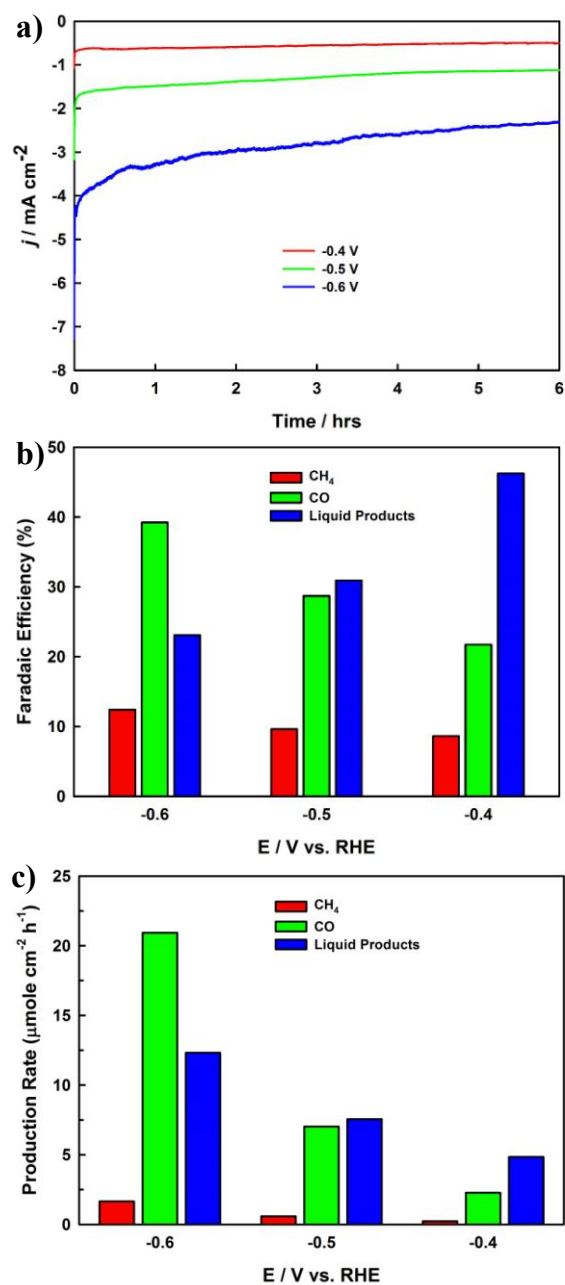 a)
0
-1
-2
-3
-4
-5
-6
-7
-8
j / mA cm⁻²
-0.4 V
-0.5 V
-0.6 V
0 1 2 3 4 5 6
Time / hrs
b)
50
40
30
20
10
0
Faradaic Efficiency (%)
CH₄
CO
Liquid Products
-0.6 -0.5 -0.4
E / V vs. RHE
c)
25
20
15
10
5
0
Production Rate (μmole cm⁻² h⁻¹)
CH₄
CO
Liquid Products
-0.6 -0.5 -0.4
E / V vs. RHE